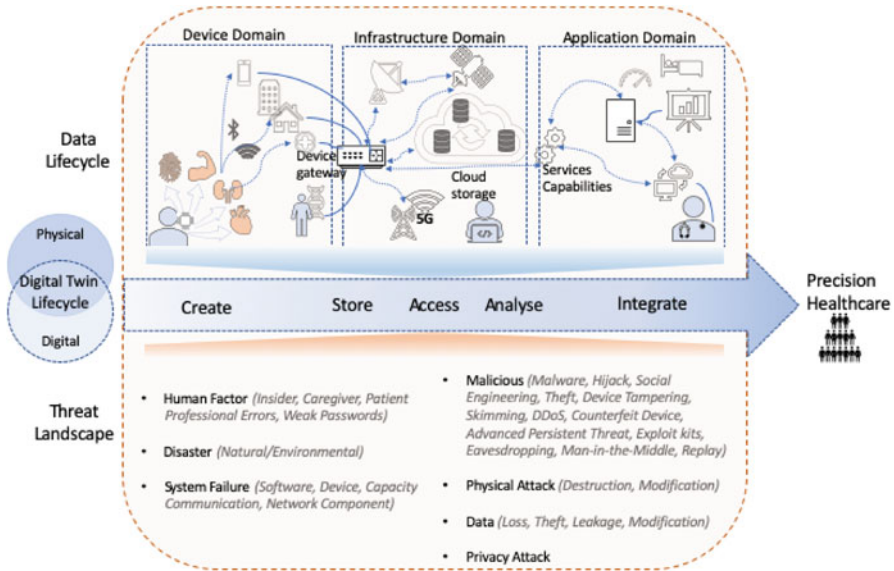 Device Domain
Infrastructure Domain
Application Domain
Data
Lifecycle
Device
gateway
Cloud
storage
5G
Services
Capabilities
Physical
Digital Twin
Lifecycle
Digital
Create
Store
Access
Analyse
Integrate
Precision
Healthcare
Threat
Landscape
• Human Factor (Insider, Caregiver, Patient
Professional Errors, Weak Passwords)
• Disaster (Natural/Environmental)
• System Failure (Software, Device, Capacity
Communication, Network Component)
• Malicious (Malware, Hijack, Social
Engineering, Theft, Device Tampering,
Skimming, DDoS, Counterfeit Device,
Advanced Persistent Threat, Exploit kits,
Eavesdropping, Man-in-the-Middle, Replay)
• Physical Attack (Destruction, Modification)
• Data (Loss, Theft, Leakage, Modification)
• Privacy Attack